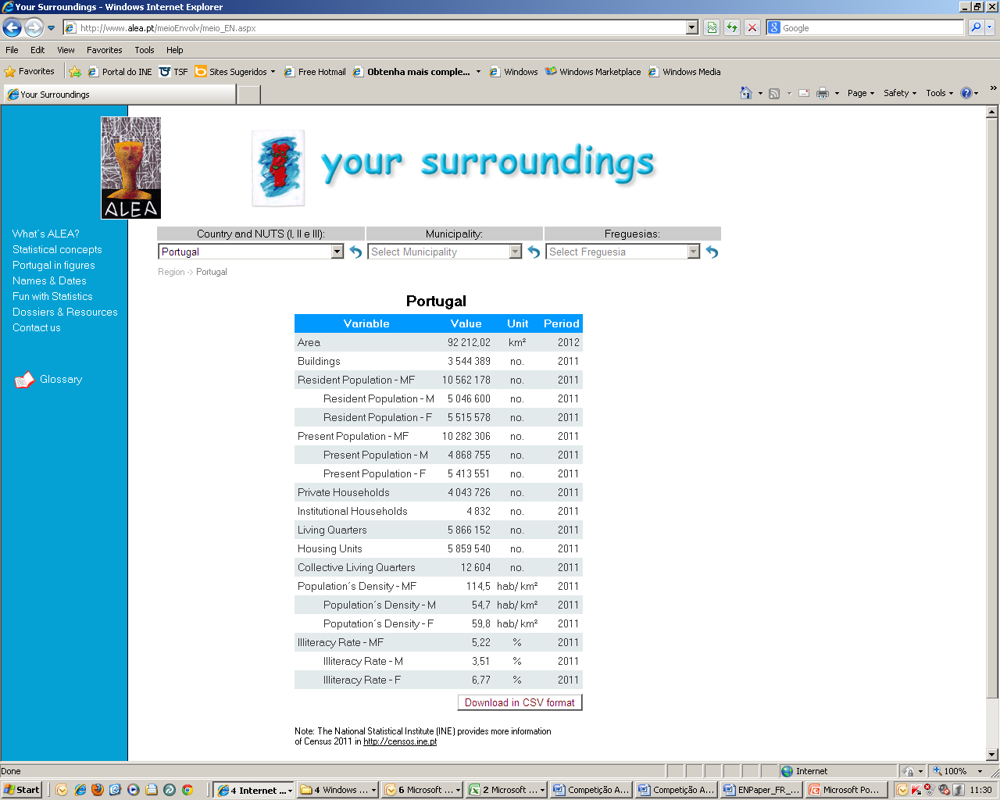 Your Surroundings - Windows Internet Explorer
http://www.alea.pt/meioEnvolv/meio_EN.aspx
Google
File Edit View Favorites Tools Help
Favorites Portal do INE TSF Sites Sugeridos Free Hotmail Obtenha mais comple... Windows Windows Marketplace Windows Media
Your Surroundings
Page Safety Tools
ALEA
your surroundings
What´s ALEA?
Statistical concepts
Portugal in figures
Names & Dates
Fun with Statistics
Dossiers & Resources
Contact us
Glossary
Country and NUTS (I, II e III): Municipality: Freguesias:
Portugal Select Municipality Select Freguesia
Region -> Portugal
Portugal
Variable Value Unit Period
Area 92 212,02 km² 2012
Buildings 3 544 389 no. 2011
Resident Population - MF 10 562 178 no. 2011
Resident Population - M 5 046 600 no. 2011
Resident Population - F 5 515 578 no. 2011
Present Population - MF 10 282 306 no. 2011
Present Population - M 4 868 755 no. 2011
Present Population - F 5 413 551 no. 2011
Private Households 4 043 726 no. 2011
Institutional Households 4 832 no. 2011
Living Quarters 5 866 152 no. 2011
Housing Units 5 859 540 no. 2011
Collective Living Quarters 12 604 no. 2011
Population´s Density - MF 114,5 hab/ km² 2011
Population´s Density - M 54,7 hab/ km² 2011
Poputation´s Density - F 59,8 hab/ km² 2011
Illiteracy Rate - MF 5,22 % 2011
Illiteracy Rate - M 3,51 % 2011
Illiteracy Rate - F 6,77 % 2011
Download in CSV format
Note: The National Statistical Institute (INE) provides more information
of Census 2011 in http://censos.ine.pt
Done Internet 100%
Start 4 Internet ... 4 Windows ... 6 Microsoft ... 2 Microsoft ... Competição A... Competição A... ENPaper_FR_... Microsoft Po... 11:30